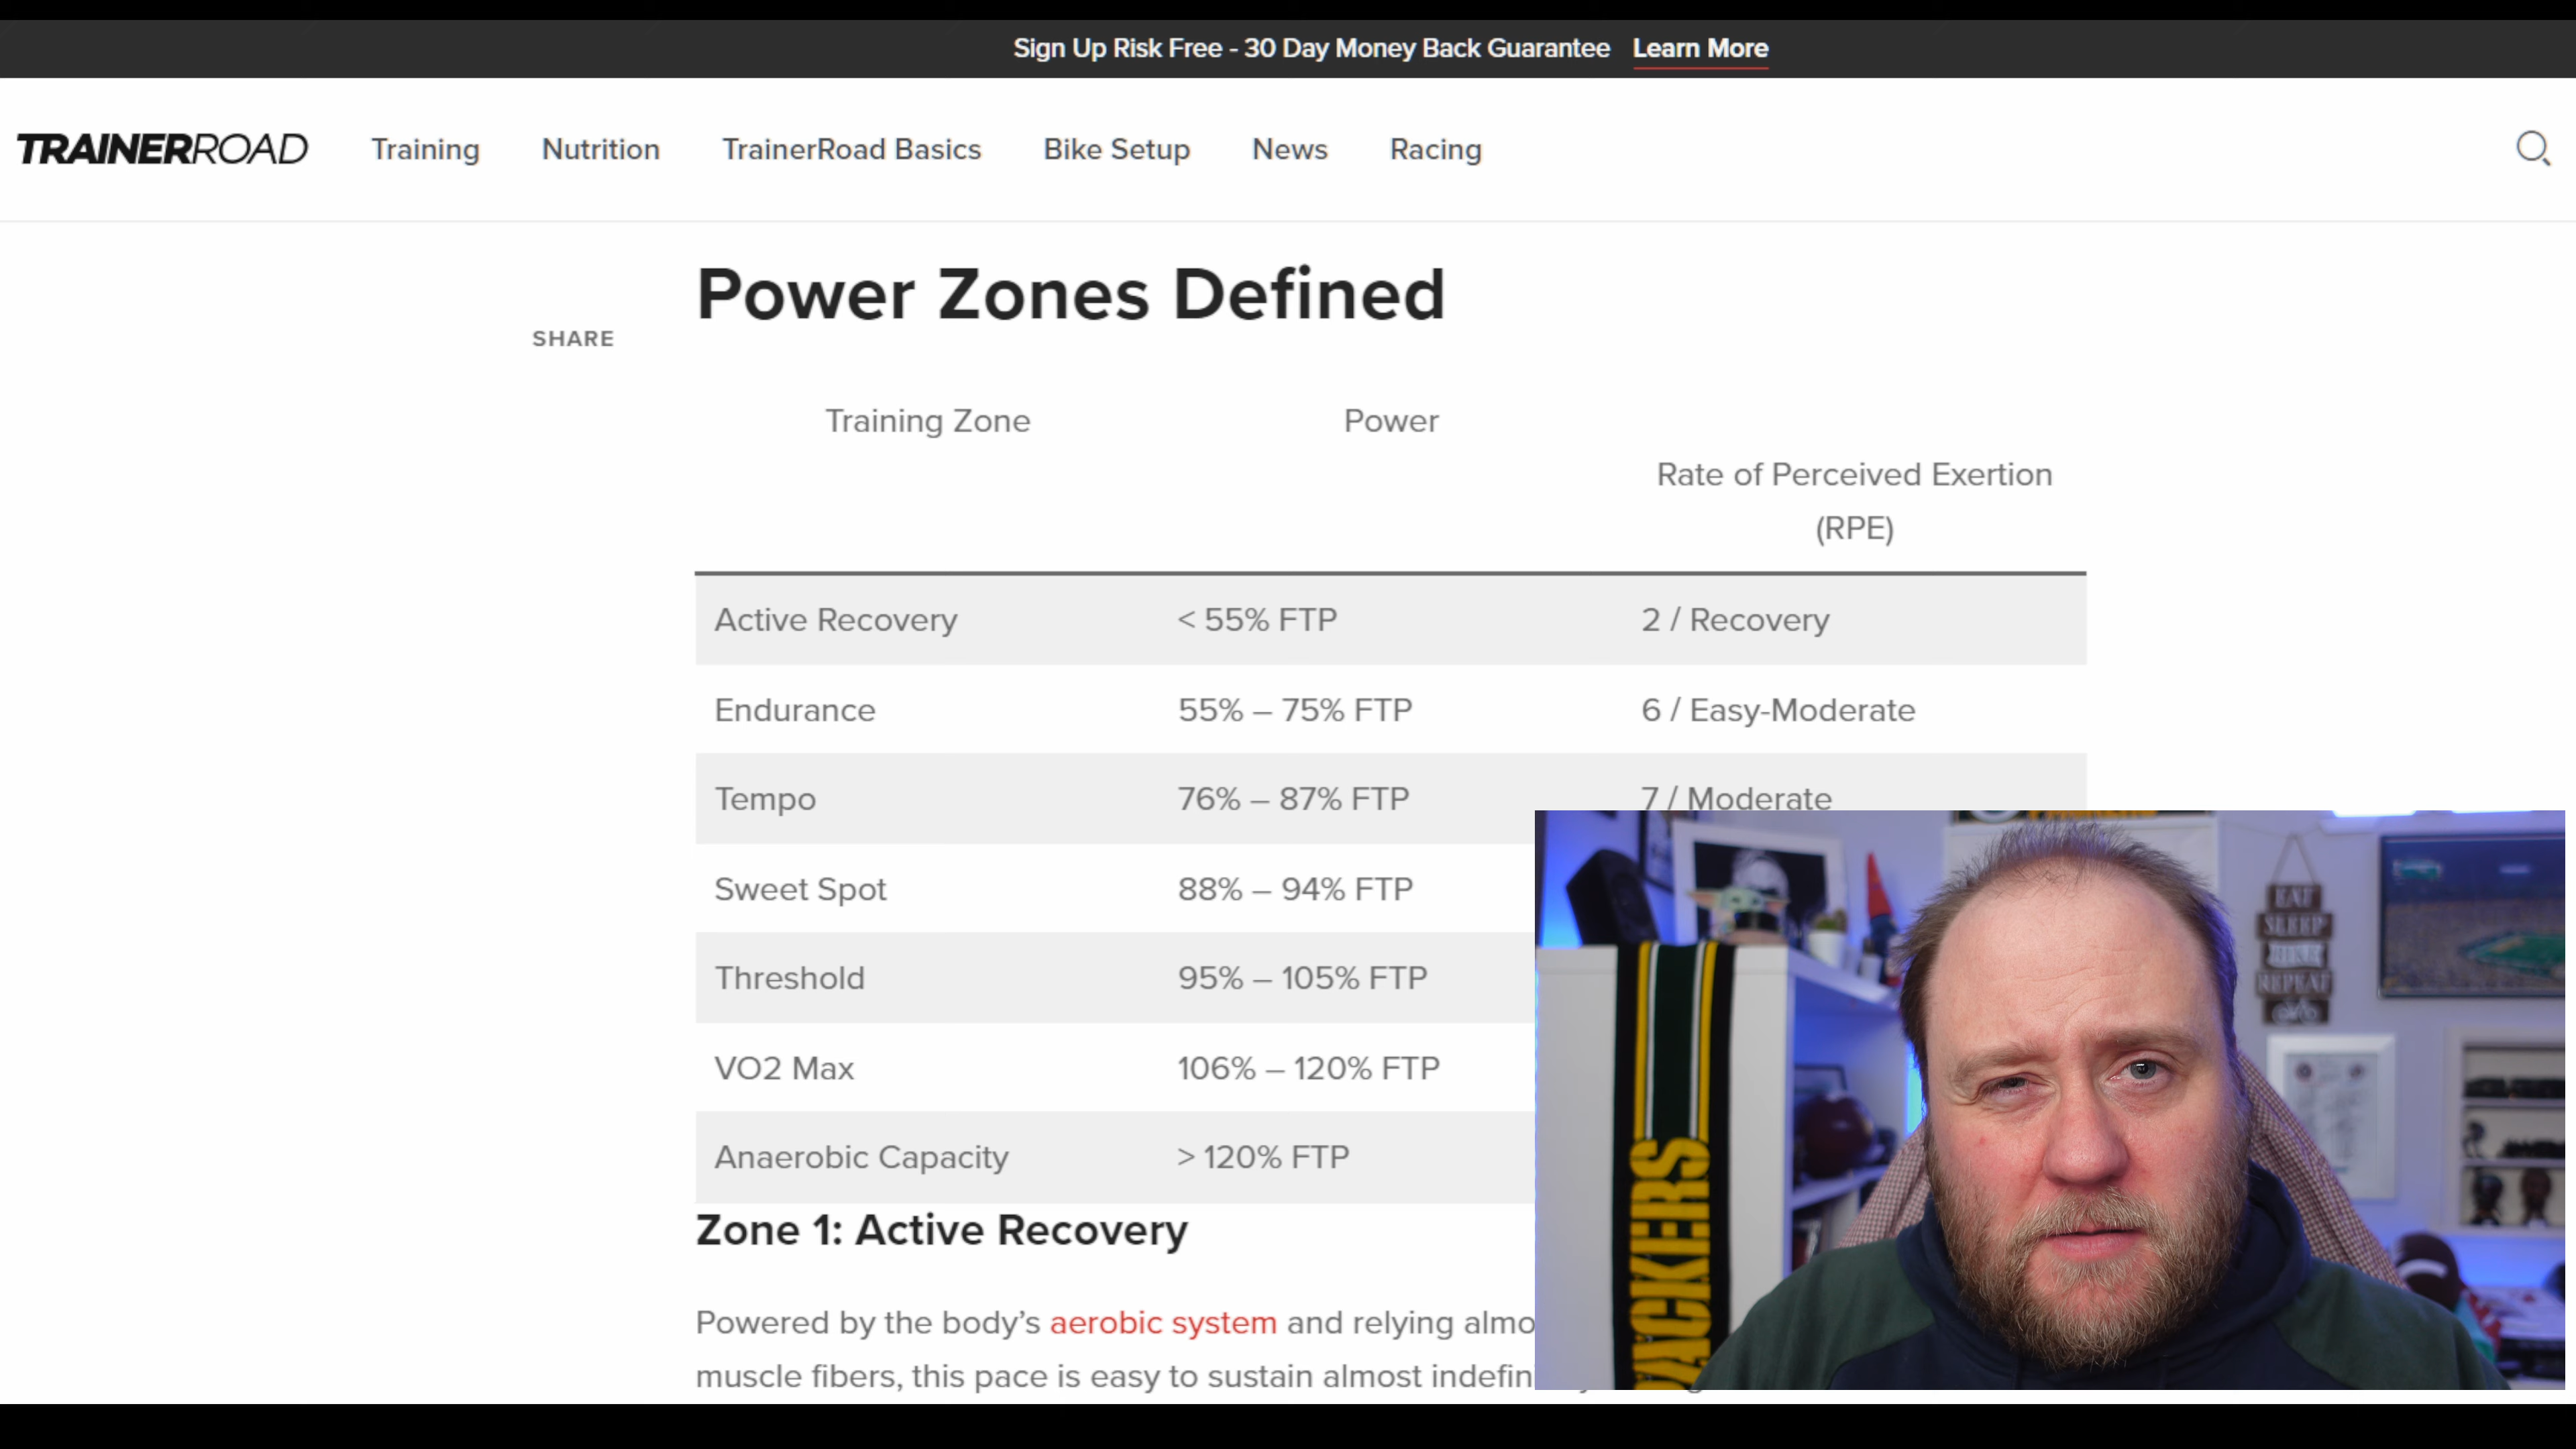 Sign Up Risk Free - 30 Day Money Back Guarantee Learn More
TRAINERROAD Training Nutrition TrainerRoad Basics Bike Setup News Racing
Power Zones Defined
SHARE
Training Zone Power Rate of Perceived Exertion (RPE)
Active Recovery < 55% FTP 2 / Recovery
Endurance 55% – 75% FTP 6 / Easy-Moderate
Tempo 76% – 87% FTP 7 / Moderate
Sweet Spot 88% – 94% FTP
Threshold 95% – 105% FTP
VO2 Max 106% – 120% FTP
Anaerobic Capacity > 120% FTP
Zone 1: Active Recovery
Powered by the body's aerobic system and relying almo
muscle fibers, this pace is easy to sustain almost indefin
PACKERS
EAT
SLEEP
BIKE
REPEAT